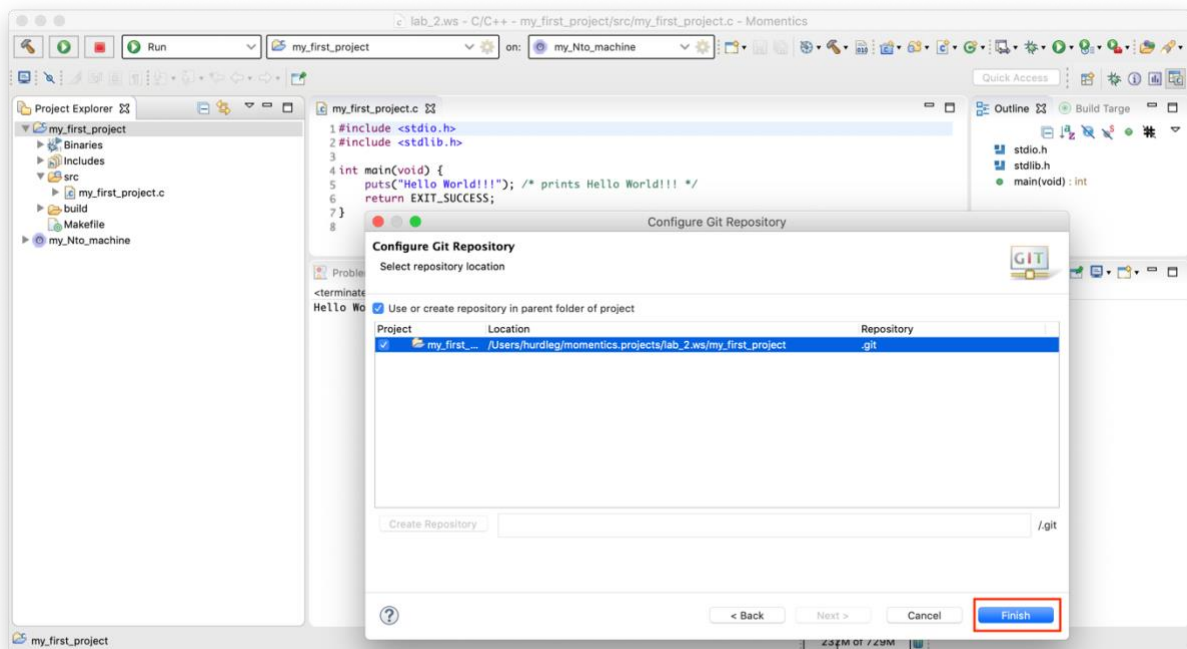 lab_2.ws - C/C++ - my_first_project/src/my_first_project.c - Momentics
Run my_first_project on: my_Nto_machine
Quick Access
Project Explorer
my_first_project
Binaries
Includes
src
my_first_project.c
build
Makefile
my_Nto_machine
my_first_project.c
1 #include <stdio.h>
2 #include <stdlib.h>
3
4 int main(void) {
5 puts("Hello World!!!"); /* prints Hello World!!! */
6 return EXIT_SUCCESS;
7 }
8
Outline Build Targe
stdio.h
stdlib.h
main(void) : int
Proble
<terminate
Hello Wo
Configure Git Repository
Configure Git Repository
Select repository location
GIT
Use or create repository in parent folder of project
Project Location Repository
my_first_... /Users/hurdleg/momentics.projects/lab_2.ws/my_first_project .git
Create Repository /.git
? < Back Next > Cancel Finish
my_first_project
232M of 729M